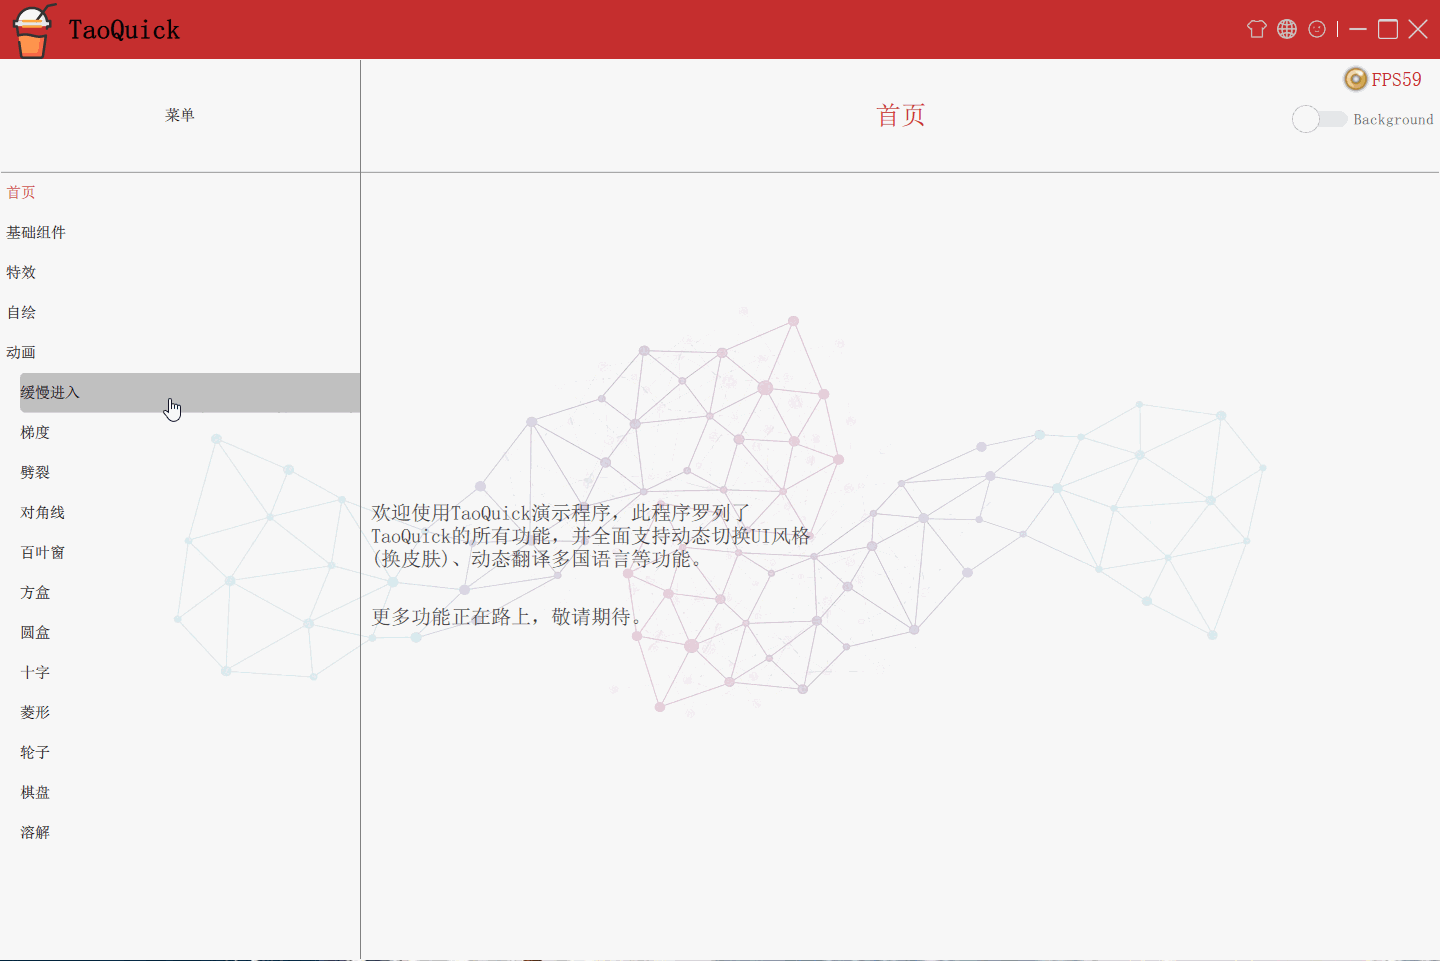 TaoQuick
FPS59
菜单
首页
Background
首页
基础组件
特效
自绘
动画
缓慢进入
梯度
劈裂
对角线
百叶窗
方盒
圆盒
十字
菱形
轮子
棋盘
溶解
欢迎使用TaoQuick演示程序，此程序罗列了
TaoQuick的所有功能，并全面支持动态切换UI风格
(换皮肤)、动态翻译多国语言等功能。
更多功能正在路上，敬请期待。